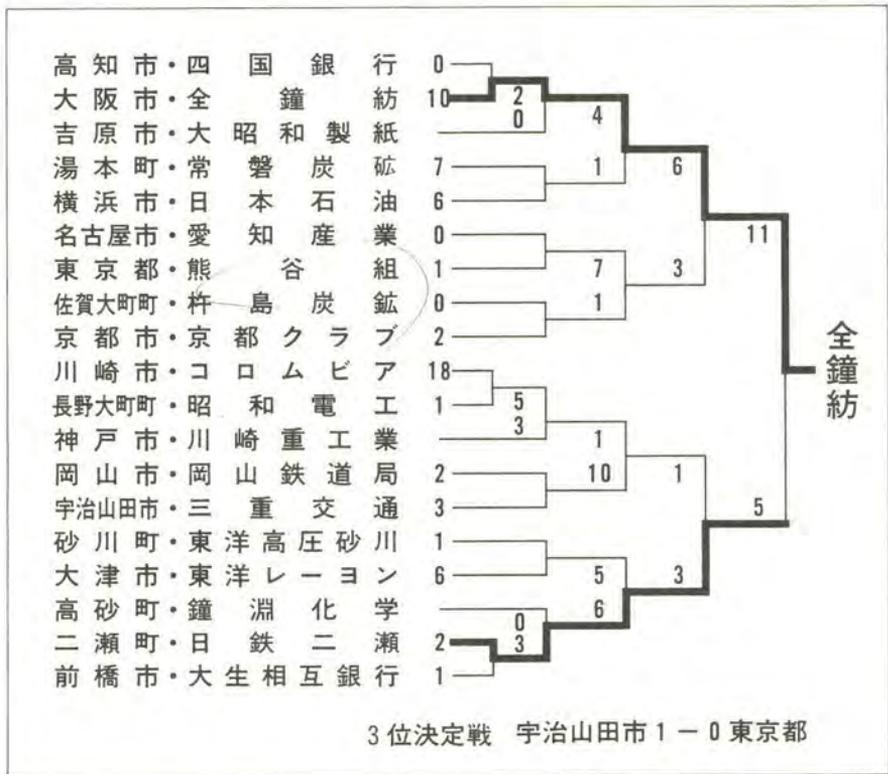 高知市・四国銀行 0
大阪市・全鐘紡 10
吉原市・大昭和製紙
湯本町・常磐炭砿 7
横浜市・日本石油 6
名古屋市・愛知産業 0
東京都・熊谷組 1
佐賀大町町・杵島炭鉱 0
京都市・京都クラブ 2
川崎市・コロムビア 18
長野大町町・昭和電工 1
神戸市・川崎重工業
岡山市・岡山鉄道局 2
宇治山田市・三重交通 3
砂川町・東洋高圧砂川 1
大津市・東洋レーヨン 6
高砂町・鐘淵化学
二瀬町・日鉄二瀬 2
前橋市・大生相互銀行 1
2
0
5
3
0
3
4
1
7
1
1
10
5
6
6
3
1
3
11
5
全鐘紡
3位決定戦 宇治山田市1－0東京都